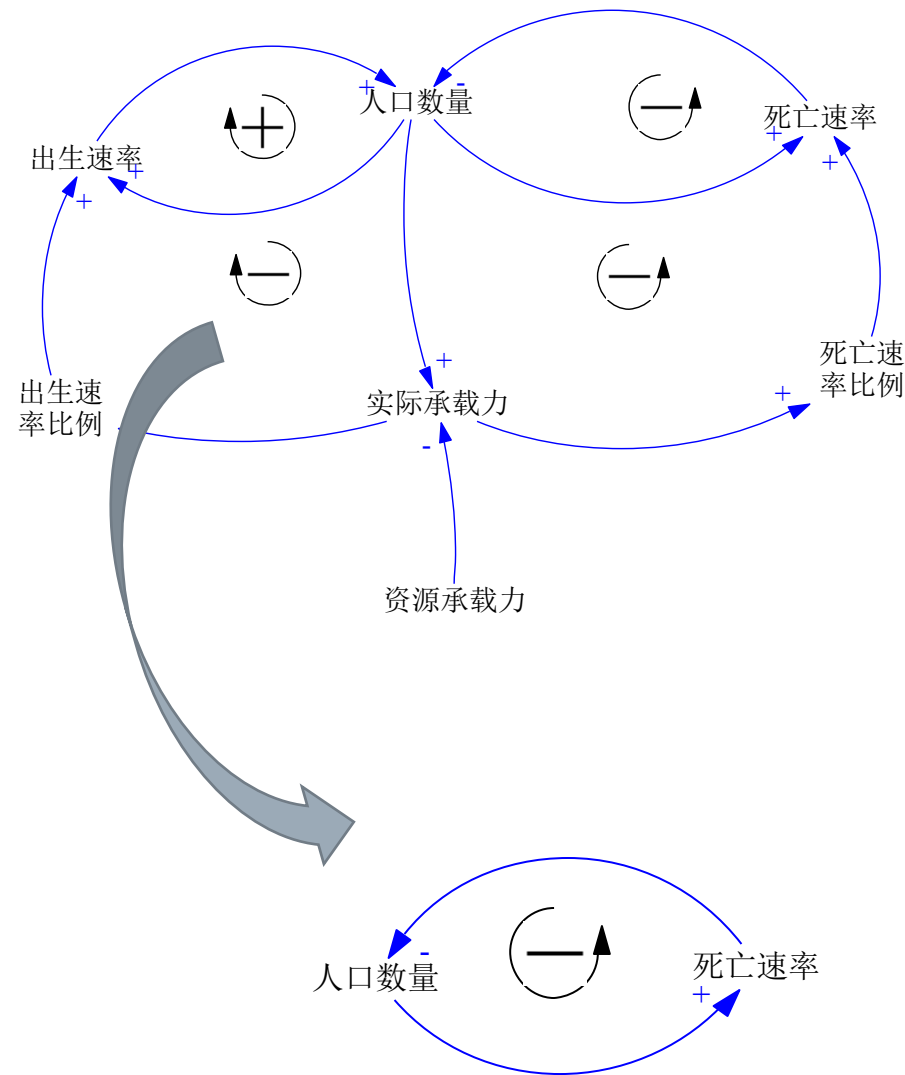 人口数量
死亡速率
出生速率
+
-
+
+
+
+
+
死亡速
率比例
出生速
率比例
实际承载力
+
-
资源承载力
-
人口数量
死亡速率
+